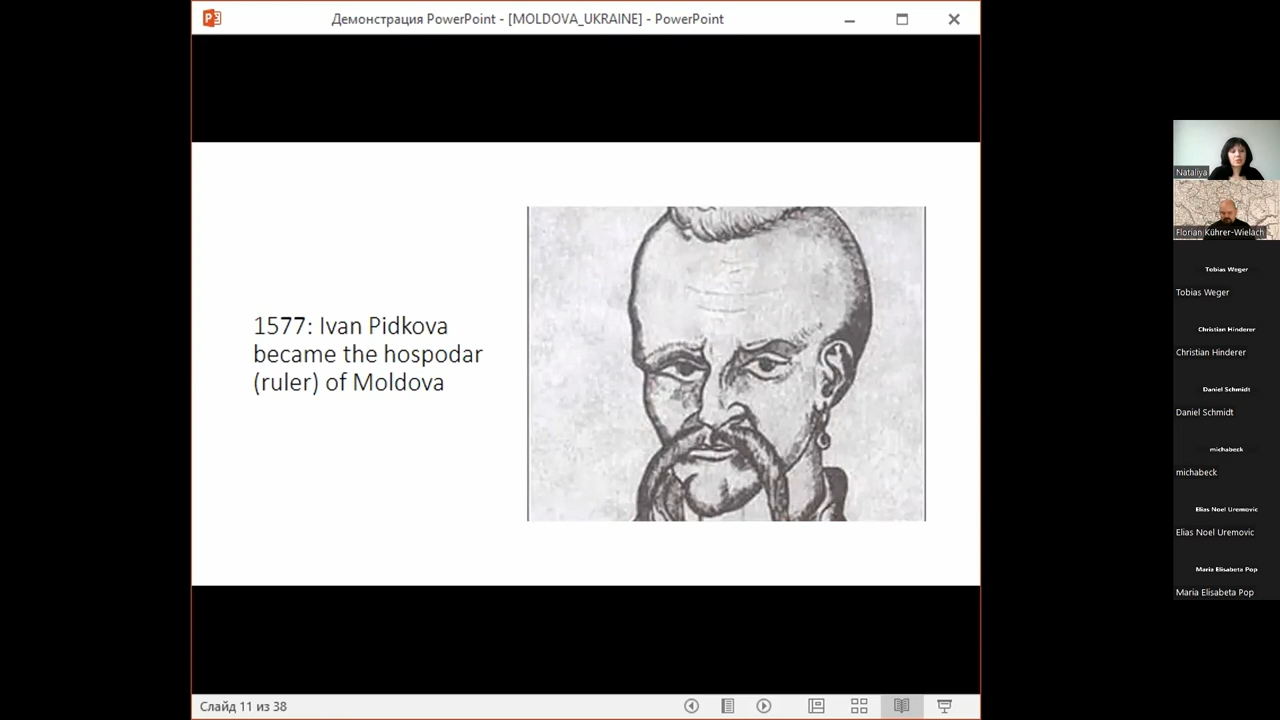 Демонстрация PowerPoint - [MOLDOVA_UKRAINE] - PowerPoint
1577: Ivan Pidkova
became the hospodar
(ruler) of Moldova
Слайд 11 из 38
Nataliya
Florian Kührer-Wielach
Tobias Weger
Tobias Weger
Christian Hinderer
Christian Hinderer
Daniel Schmidt
Daniel Schmidt
michabeck
michabeck
Elias Noel Uremovic
Elias Noel Uremovic
Maria Elisabeta Pop
Maria Elisabeta Pop